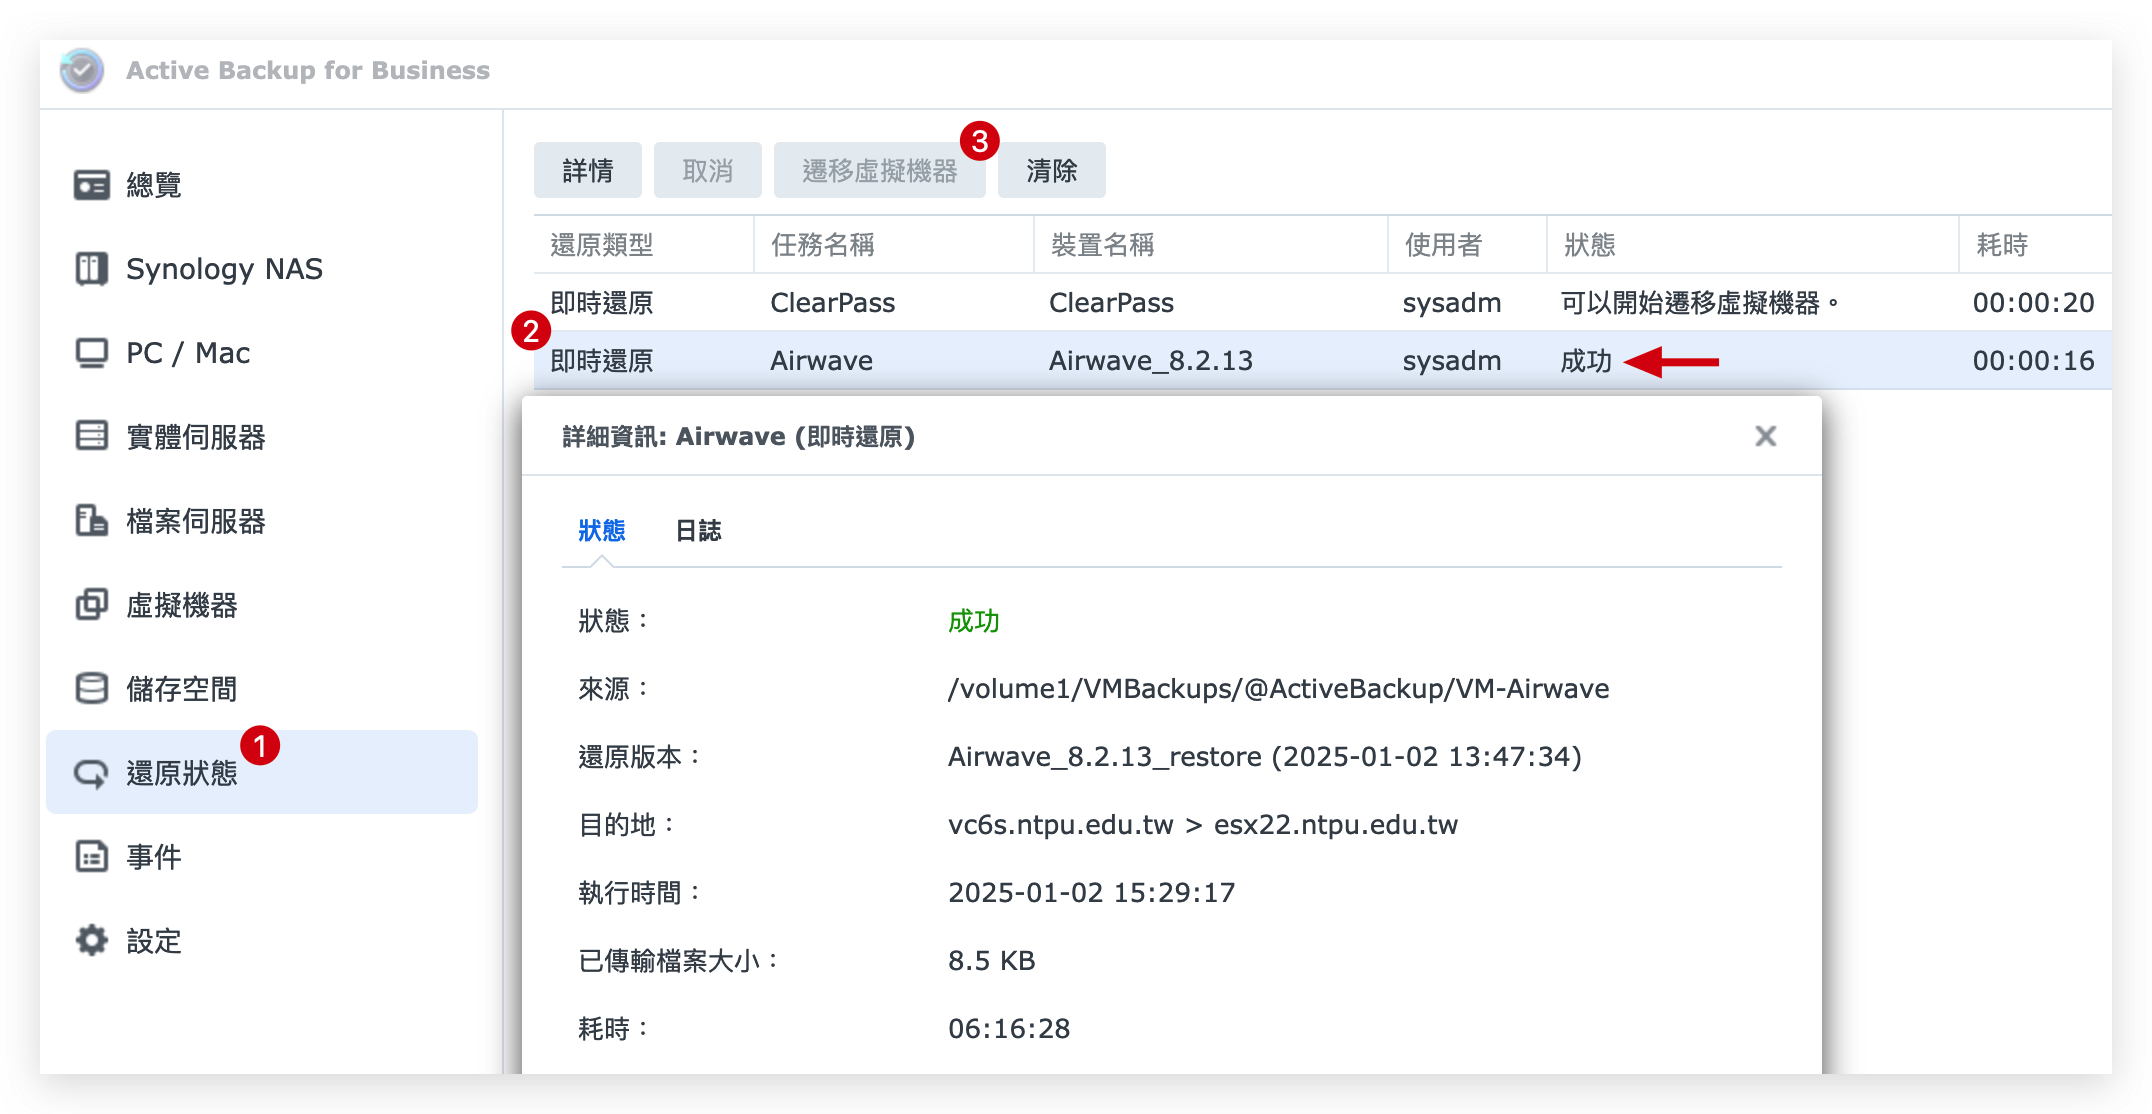 Active Backup for Business
總覽
Synology NAS
PC / Mac
實體伺服器
檔案伺服器
虛擬機器
儲存空間
還原狀態
1
事件
設定
詳情 取消 遷移虛擬機器 清除
3
還原類型 任務名稱 裝置名稱 使用者 狀態 耗時
即時還原 ClearPass ClearPass sysadm 可以開始遷移虛擬機器。 00:00:20
2
即時還原 Airwave Airwave_8.2.13 sysadm 成功 00:00:16
詳細資訊: Airwave (即時還原)
狀態 日誌
狀態： 成功
來源： /volume1/VMBackups/@ActiveBackup/VM-Airwave
還原版本： Airwave_8.2.13_restore (2025-01-02 13:47:34)
目的地： vc6s.ntpu.edu.tw > esx22.ntpu.edu.tw
執行時間： 2025-01-02 15:29:17
已傳輸檔案大小： 8.5 KB
耗時： 06:16:28